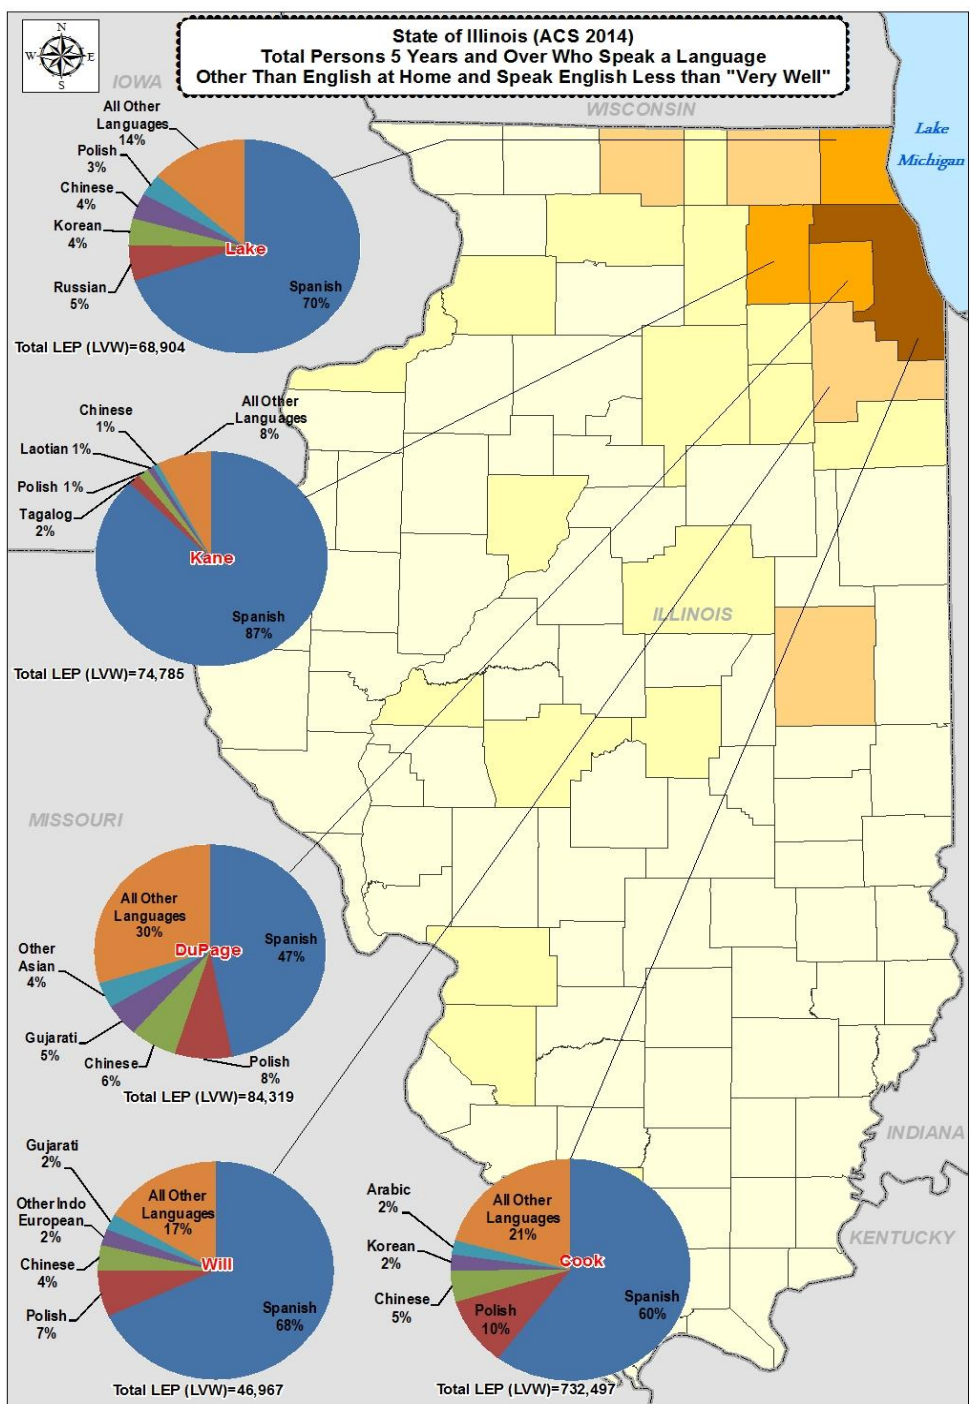 State of Illinois (ACS 2014)
Total Persons 5 Years and Over Who Speak a Language
Other Than English at Home and Speak English Less than "Very Well"
N
W
E
S
IOWA
WISCONSIN
Lake
Michigan
All Other
Languages
14%
Polish
3%
Chinese
4%
Korean
4%
Russian
5%
Lake
Spanish
70%
Total LEP (LVW)=68,904
Chinese
1%
All Other
Languages
8%
Laotian 1%
Polish 1%
Tagalog
2%
Kane
Spanish
87%
Total LEP (LVW)=74,785
ILLINOIS
MISSOURI
All Other
Languages
30%
DuPage
Spanish
47%
Other
Asian
4%
Gujarati
5%
Chinese
6%
Polish
8%
Total LEP (LVW)=84,319
Gujarati
2%
Other Indo
European
2%
Chinese
4%
Polish
7%
All Other
Languages
17%
Will
Spanish
68%
Total LEP (LVW)=46,967
Arabic
2%
Korean
2%
Chinese
5%
Polish
10%
All Other
Languages
21%
Cook
Spanish
60%
Total LEP (LVW)=732,497
INDIANA
KENTUCKY